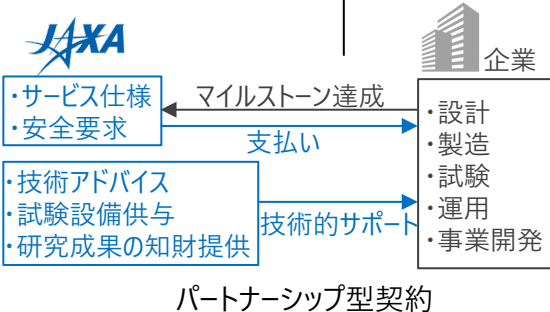 JAXA
企業
・サービス仕様
・安全要求
マイルストーン達成
支払い
・技術アドバイス
・試験設備供与
・研究成果の知財提供
技術的サポート
・設計
・製造
・試験
・運用
・事業開発
パートナーシップ型契約